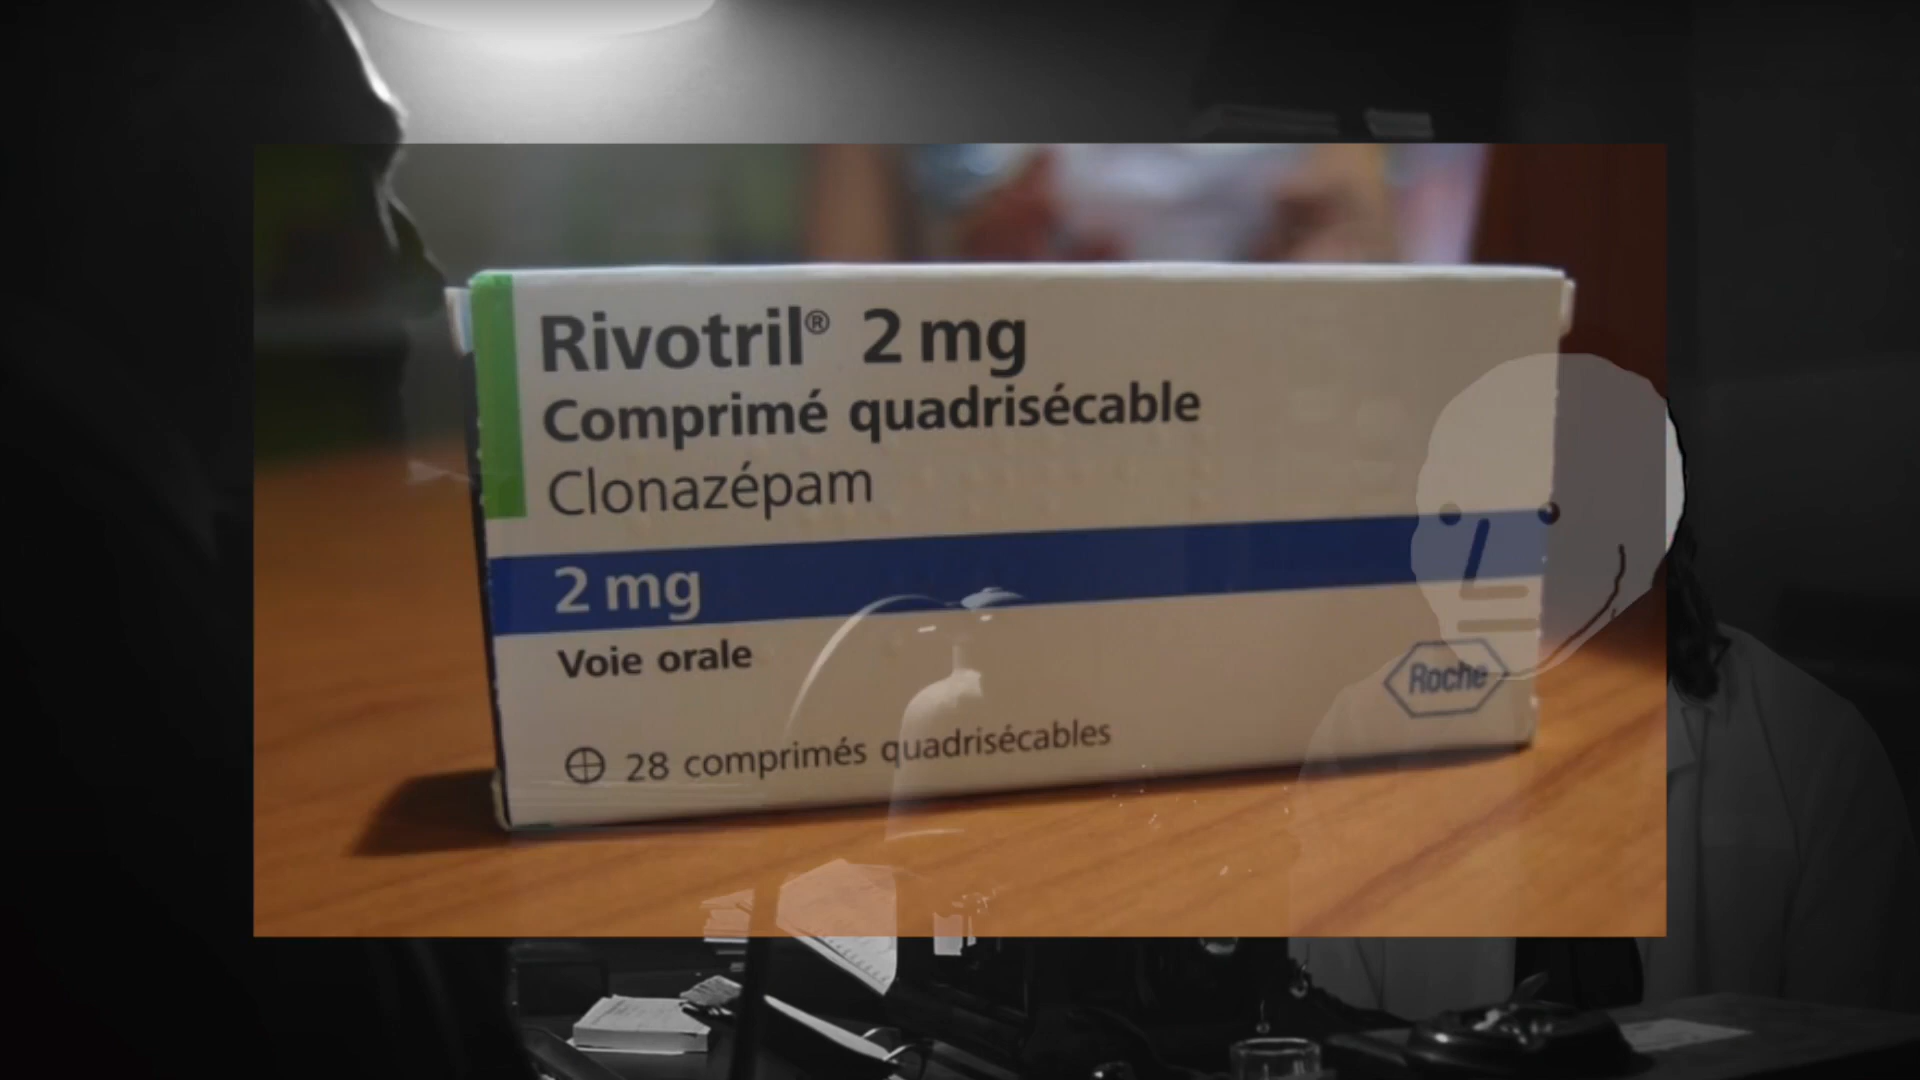 Rivotril® 2 mg
Comprimé quadrisécable
Clonazépam
2 mg
Voie orale
Roche
28 comprimés quadrisécables